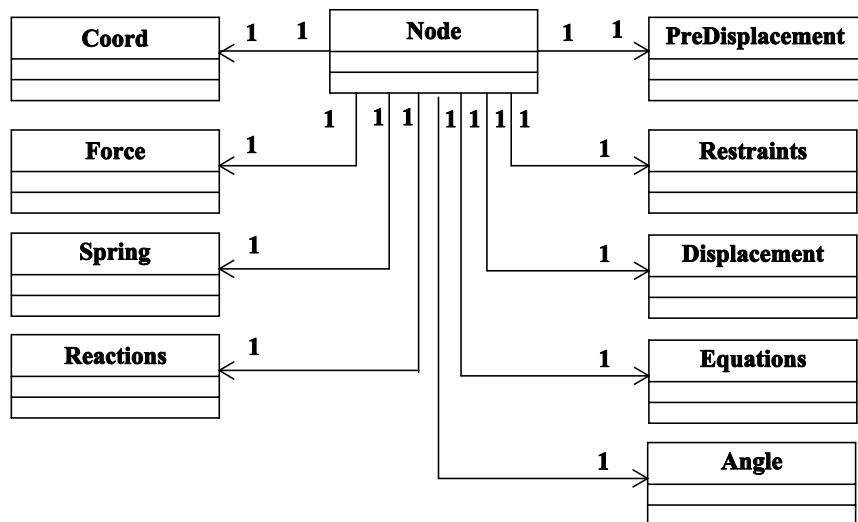 Coord
1
1
Node
1
1
PreDisplacement
1
1
1
1
1
1
1
Force
1
1
Restraints
Spring
1
1
Displacement
Reactions
1
1
Equations
1
Angle